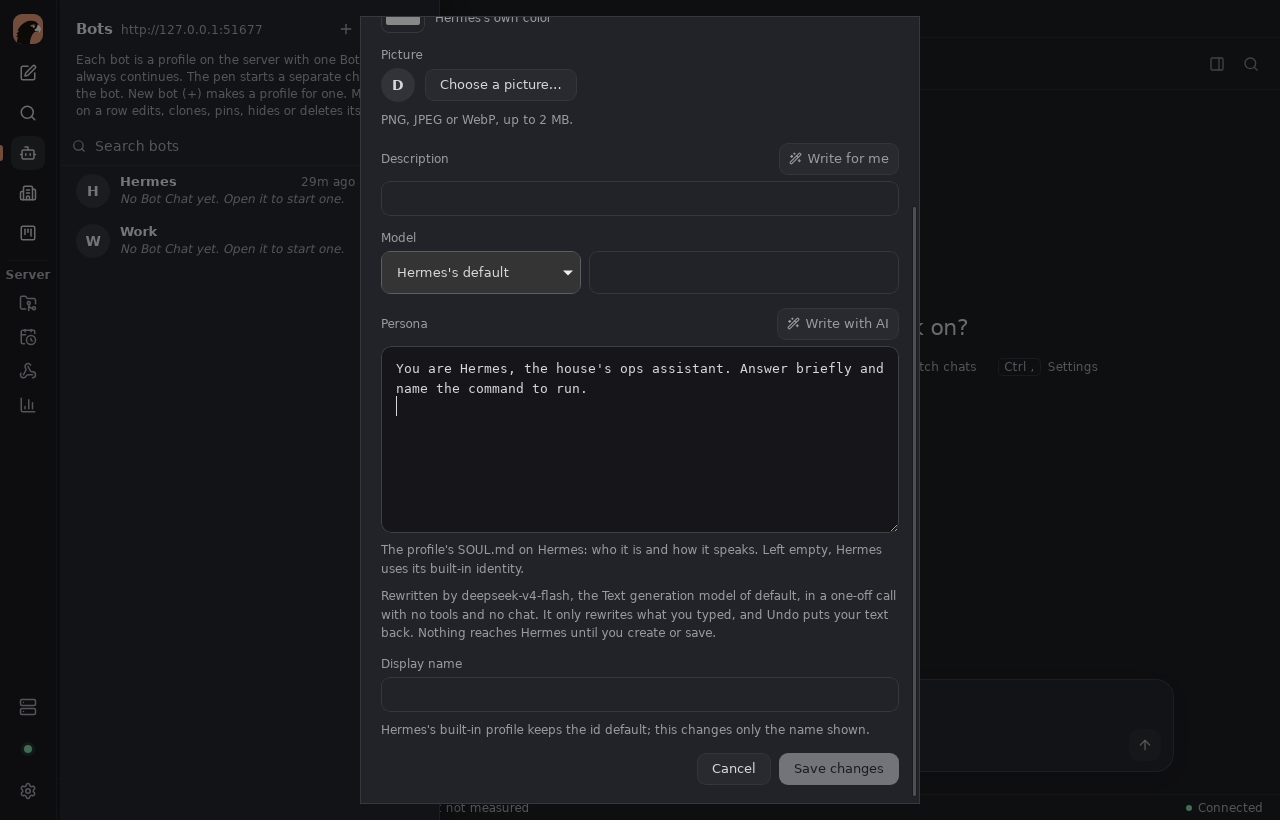 Bots http://127.0.0.1:51677
Each bot is a profile on the server with one Bot
always continues. The pen starts a separate ch
the bot. New bot (+) makes a profile for one. M
on a row edits, clones, pins, hides or deletes its
Search bots
H Hermes 29m ago
No Bot Chat yet. Open it to start one.
W Work
No Bot Chat yet. Open it to start one.
Server
Hermes's own color
Picture
D Choose a picture...
PNG, JPEG or WebP, up to 2 MB.
Description Write for me
Model
Hermes's default
Persona Write with AI
You are Hermes, the house's ops assistant. Answer briefly and
name the command to run.
The profile's SOUL.md on Hermes: who it is and how it speaks. Left empty, Hermes
uses its built-in identity.
Rewritten by deepseek-v4-flash, the Text generation model of default, in a one-off call
with no tools and no chat. It only rewrites what you typed, and Undo puts your text
back. Nothing reaches Hermes until you create or save.
Display name
Hermes's built-in profile keeps the id default; this changes only the name shown.
Cancel Save changes
on?
tch chats Ctrl , Settings
not measured
Connected